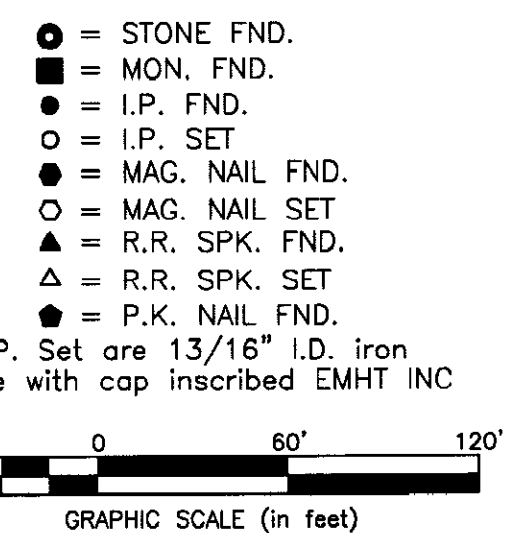 = STONE FND.
= MON. FND.
= I.P. FND.
= I.P. SET
= MAG. NAIL FND.
= MAG. NAIL SET
= R.R. SPK. FND.
= R.R. SPK. SET
= P.K. NAIL FND.
P. Set are 13/16" I.D. iron
e with cap inscribed EMHT INC
0 60' 120'
GRAPHIC SCALE (in feet)